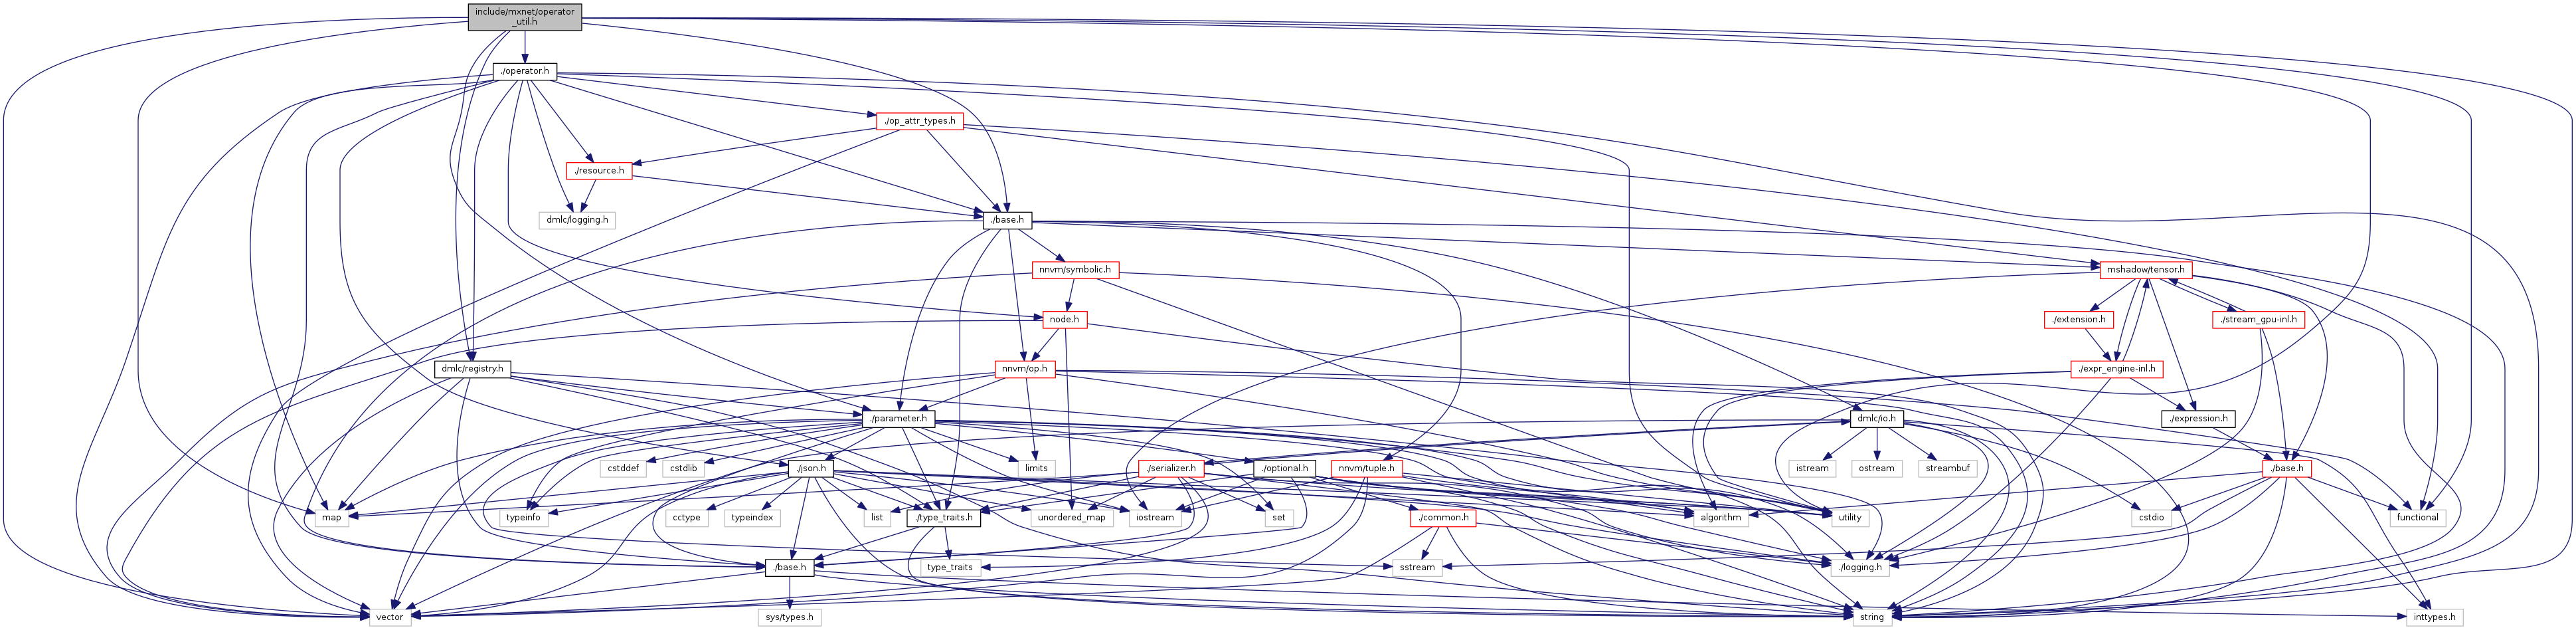 include/mxnet/operator
_util.h
./operator.h
./op_attr_types.h
./resource.h
dmlc/logging.h
./base.h
nnvm/symbolic.h
mshadow/tensor.h
node.h
./extension.h
./stream_gpu-inl.h
dmlc/registry.h
nnvm/op.h
./expr_engine-inl.h
./parameter.h
dmlc/io.h
./expression.h
cstddef
cstdlib
./json.h
limits
./serializer.h
./optional.h
nnvm/tuple.h
istream
ostream
streambuf
./base.h
map
typeinfo
cctype
typeindex
list
./type_traits.h
unordered_map
iostream
set
./common.h
algorithm
utility
cstdio
functional
./base.h
type_traits
sstream
./logging.h
vector
sys/types.h
string
inttypes.h